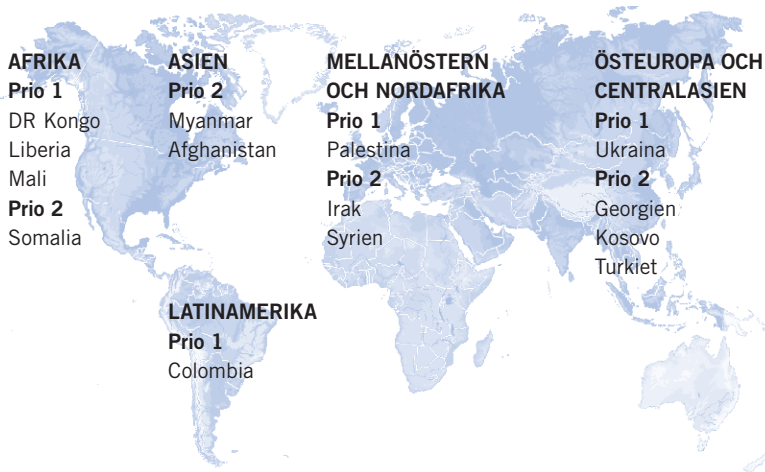 AFRIKA
Prio 1
DR Kongo
Liberia
Mali
Prio 2
Somalia
ASIEN
Prio 2
Myanmar
Afghanistan
LATINAMERIKA
Prio 1
Colombia
MELLANÖSTERN
OCH NORDAFRIKA
Prio 1
Palestina
Prio 2
Irak
Syrien
ÖSTEUROPA OCH
CENTRALASIEN
Prio 1
Ukraina
Prio 2
Georgien
Kosovo
Turkiet